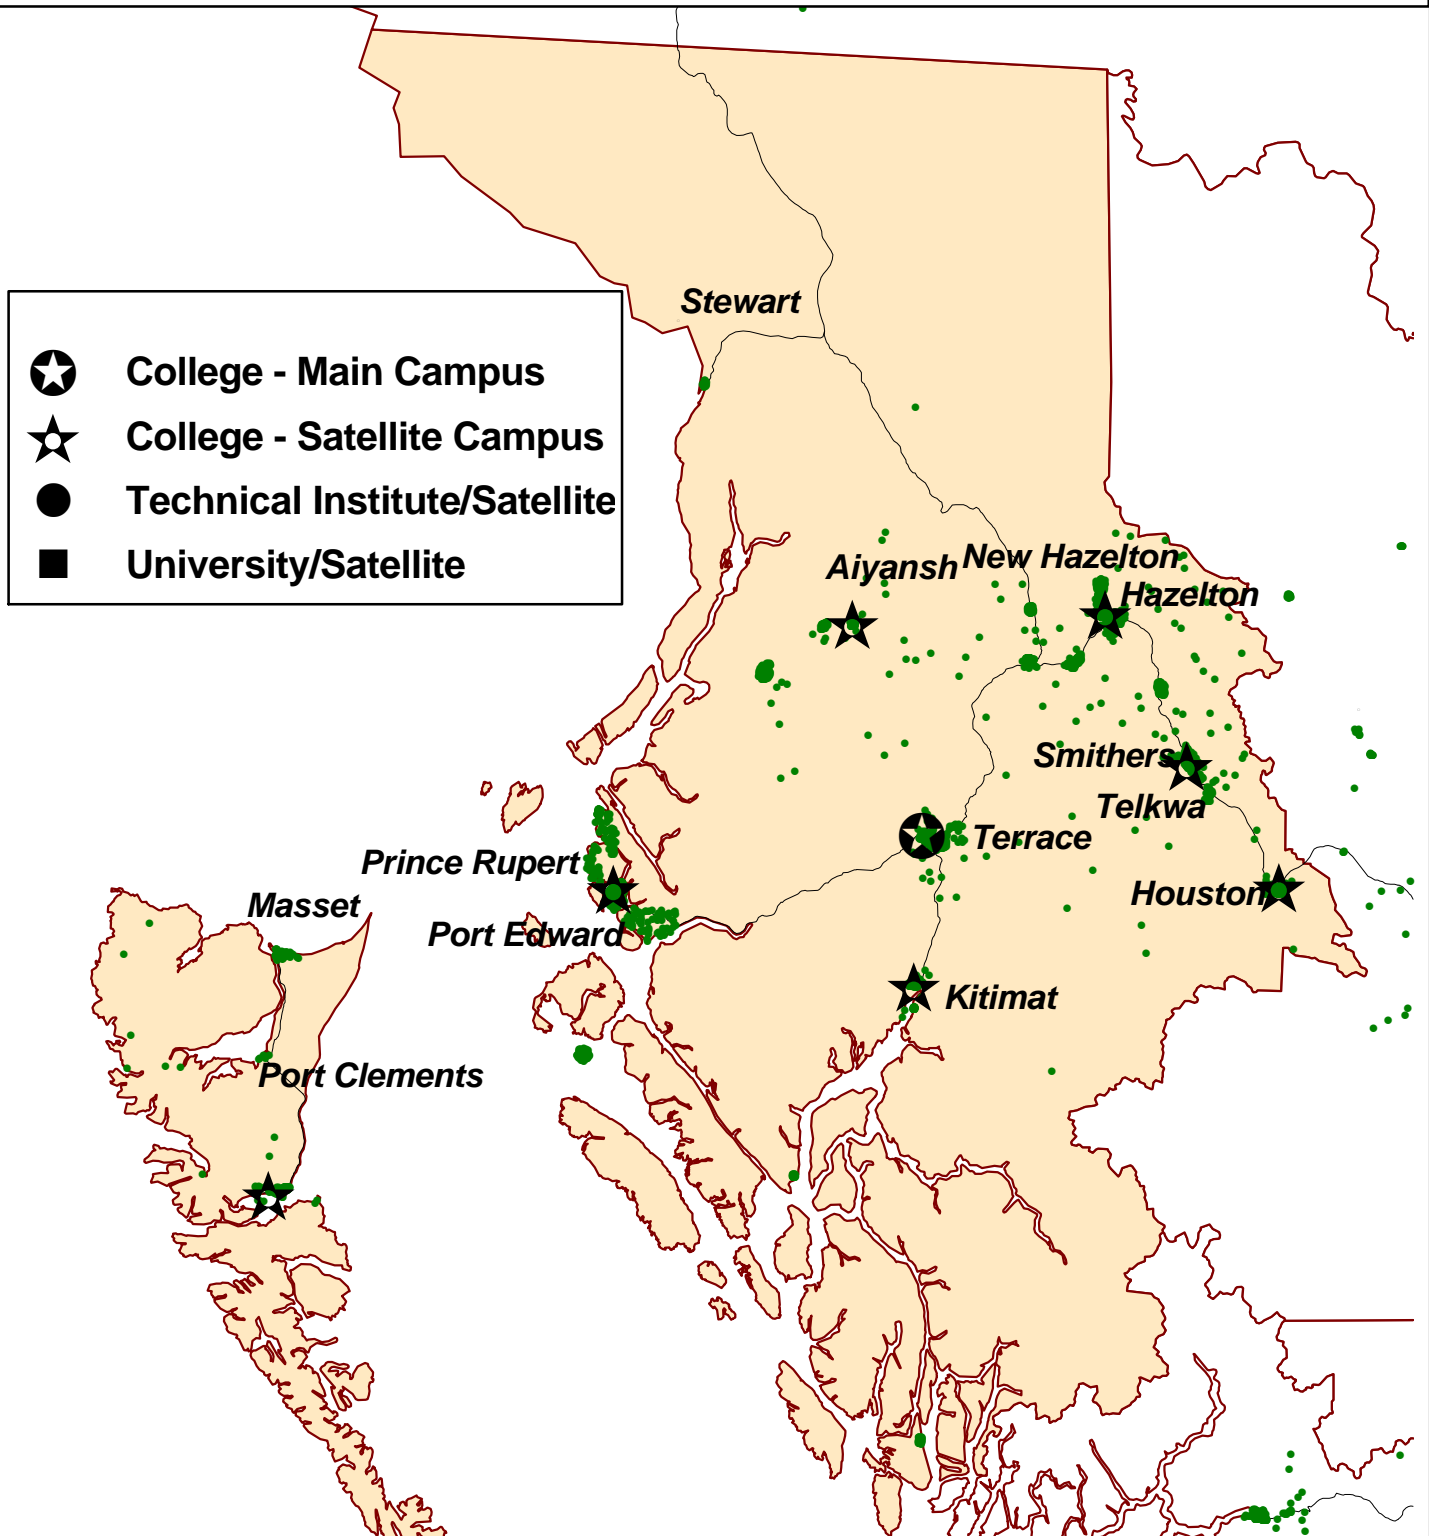 Stewart
College - Main Campus
College - Satellite Campus
Technical Institute/Satellite
University/Satellite
Aiyansh
New Hazelton
Hazelton
Smithers
Telkwa
Terrace
Prince Rupert
Houston
Masset
Port Edward
Kitimat
Port Clements